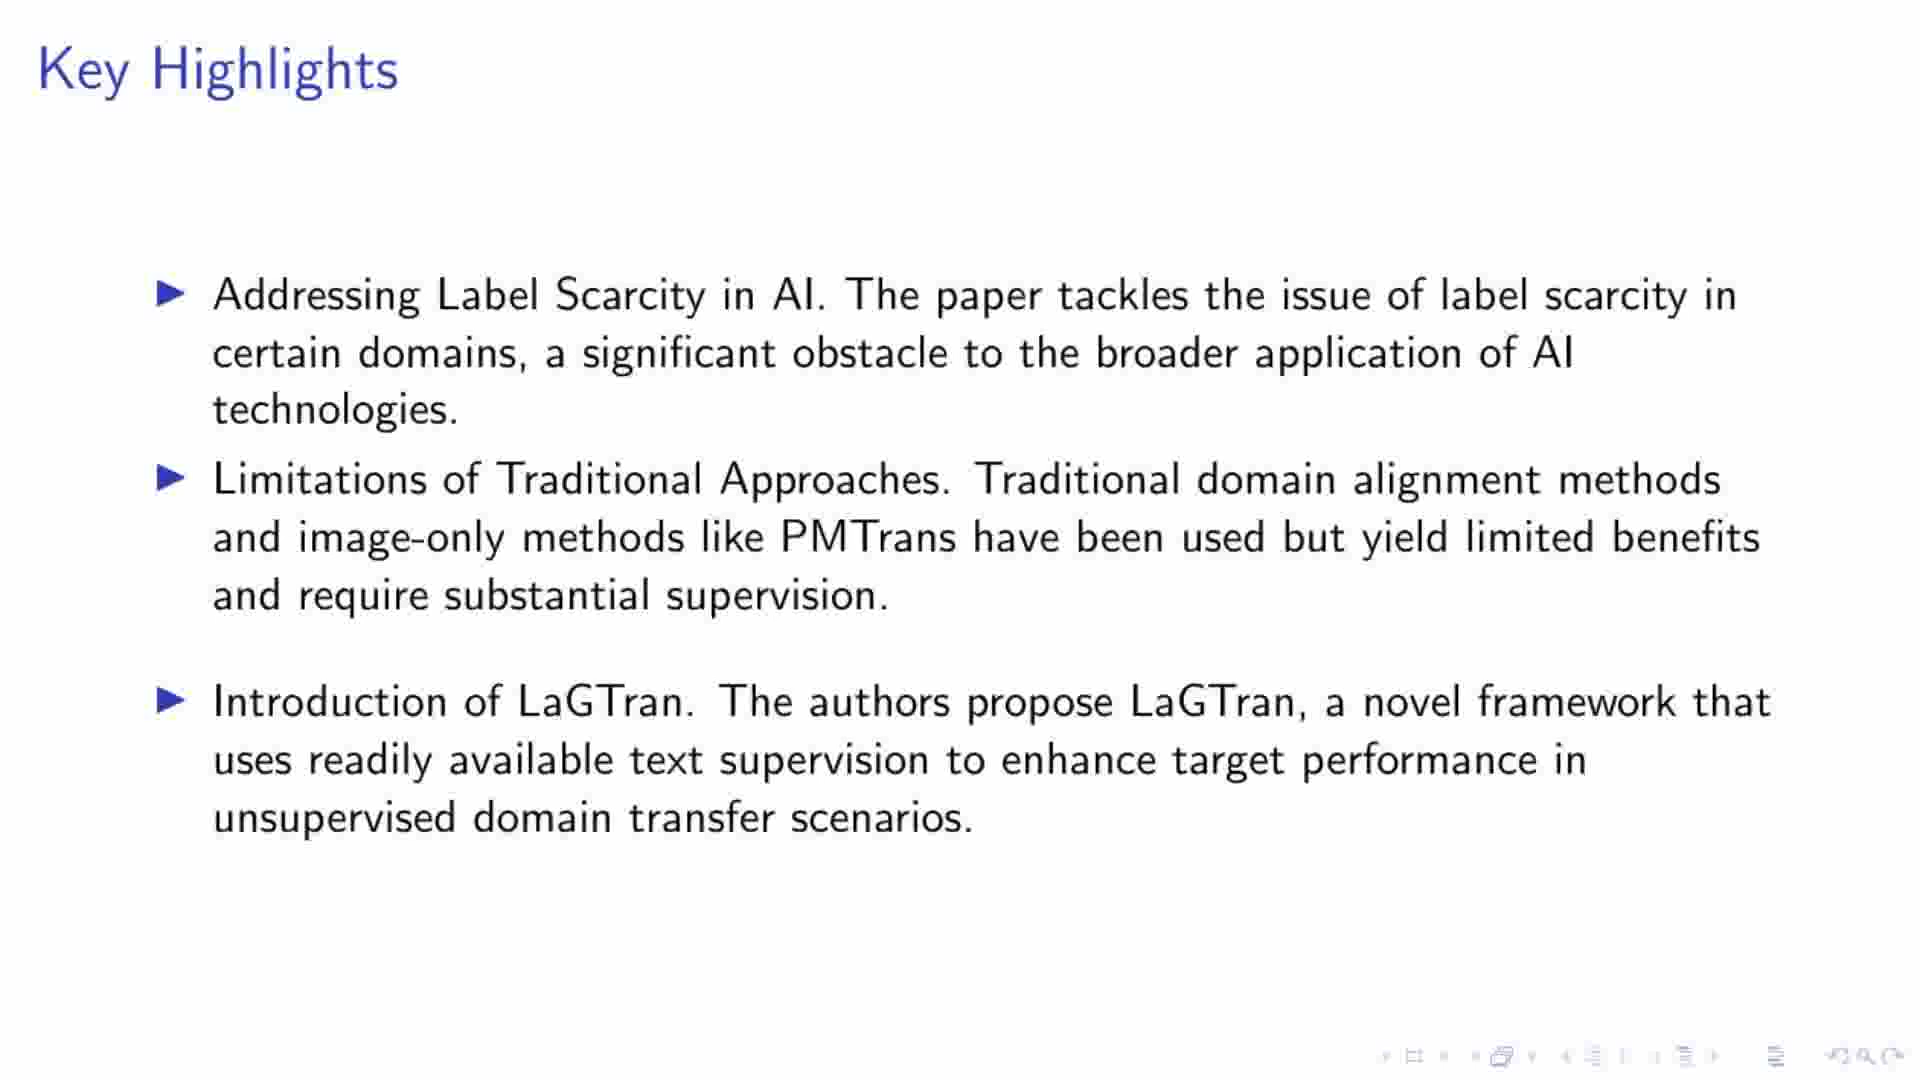 Key Highlights
Addressing Label Scarcity in AI. The paper tackles the issue of label scarcity in
certain domains, a significant obstacle to the broader application of AI
technologies.
Limitations of Traditional Approaches. Traditional domain alignment methods
and image-only methods like PMTrans have been used but yield limited benefits
and require substantial supervision.
Introduction of LaGTran. The authors propose LaGTran, a novel framework that
uses readily available text supervision to enhance target performance in
unsupervised domain transfer scenarios.